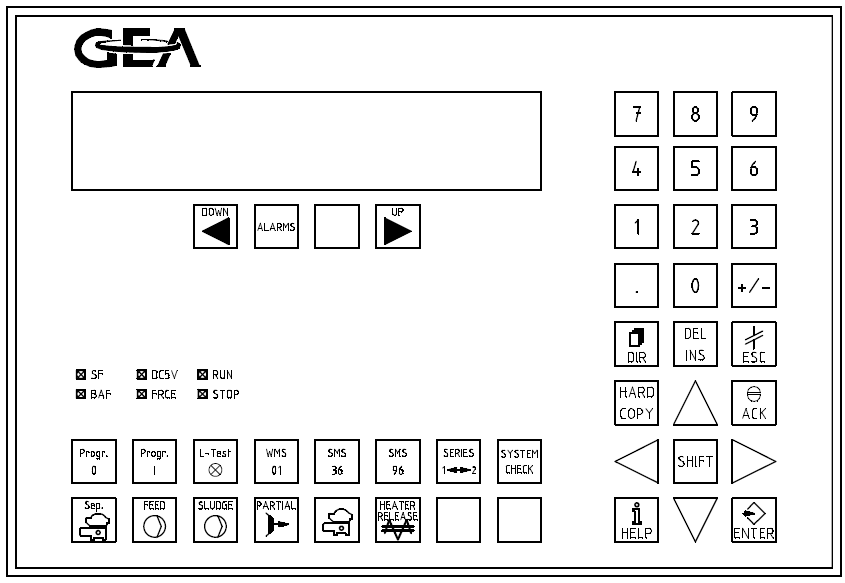 GEA
7 8 9
4 5 6
DOWN ALARMS UP
1 2 3
. 0 +/-
DIR DEL INS ESC
SF DC5V RUN
BAF FRCE STOP
HARD COPY ACK
Progr. 0
Progr. I
L-Test
WMS 01
SMS 36
SMS 96
SERIES 1 2
SYSTEM CHECK
SHIFT
Sep.
FEED
SLUDGE
PARTIAL
HEATER RELEASE
i HELP
ENTER